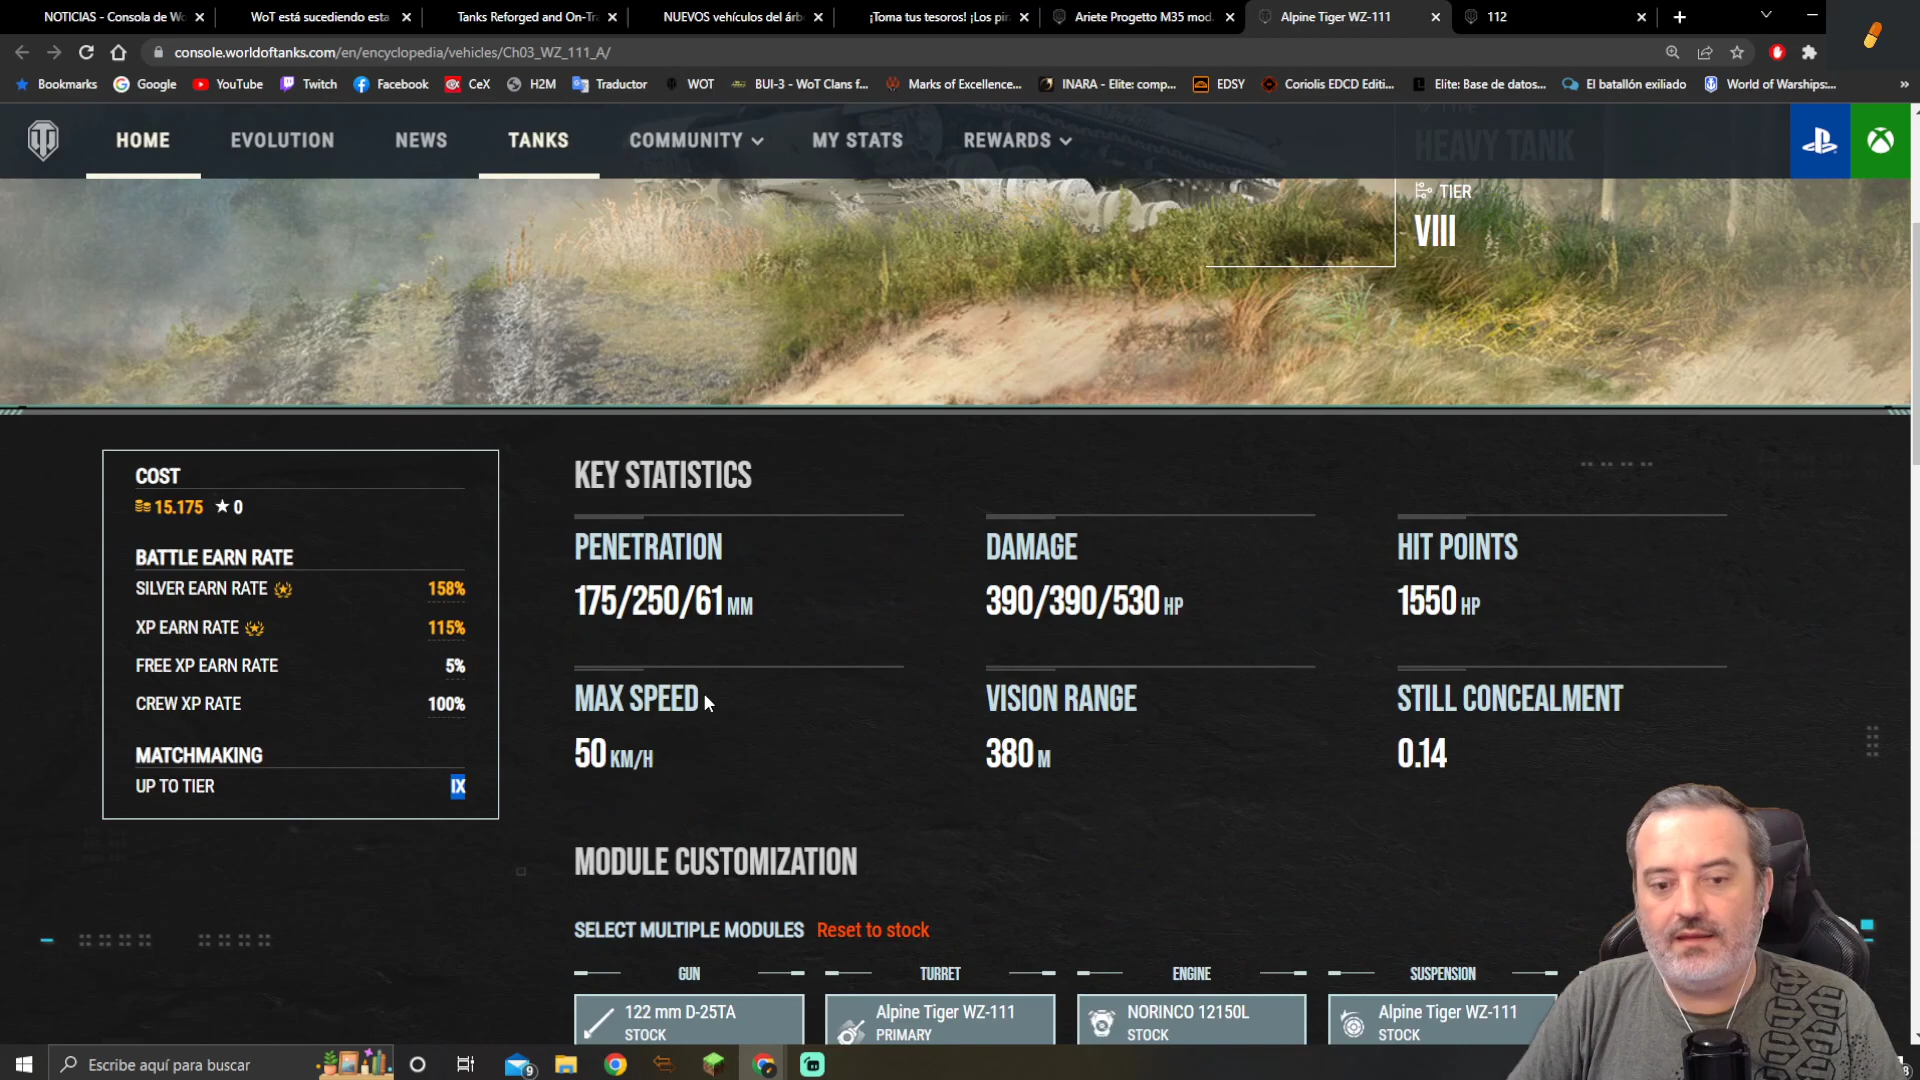 NOTICIAS - Consola de Wo
WoT está sucediendo esta
Tanks Reforged and On-Tr
NUEVOS vehículos del árb
¡Toma tus tesoros! ¡Los pi
Ariete Progetto M35 mod.
Alpine Tiger WZ-111
112
console.worldoftanks.com/en/encyclopedia/vehicles/Ch03_WZ_111_A/
Bookmarks Google YouTube Twitch Facebook CeX H2M Traductor WOT BUI-3 - WoT Clans f... Marks of Excellence... INARA - Elite: comp... EDSY Coriolis EDCD Editi... Elite: Base de datos... El batallón exiliado World of Warships:... »
HOME EVOLUTION NEWS TANKS COMMUNITY MY STATS REWARDS
HEAVY TANK
TIER
VIII
COST
15.175 ★ 0
BATTLE EARN RATE
SILVER EARN RATE 158%
XP EARN RATE 115%
FREE XP EARN RATE 5%
CREW XP RATE 100%
MATCHMAKING
UP TO TIER IX
KEY STATISTICS
PENETRATION
175/250/61 MM
DAMAGE
390/390/530 HP
HIT POINTS
1550 HP
MAX SPEED
50 KM/H
VISION RANGE
380 M
STILL CONCEALMENT
0.14
MODULE CUSTOMIZATION
SELECT MULTIPLE MODULES Reset to stock
GUN
122 mm D-25TA
STOCK
TURRET
Alpine Tiger WZ-111
PRIMARY
ENGINE
NORINCO 12150L
STOCK
SUSPENSION
Alpine Tiger WZ-111
STOCK
Escribe aquí para buscar
9